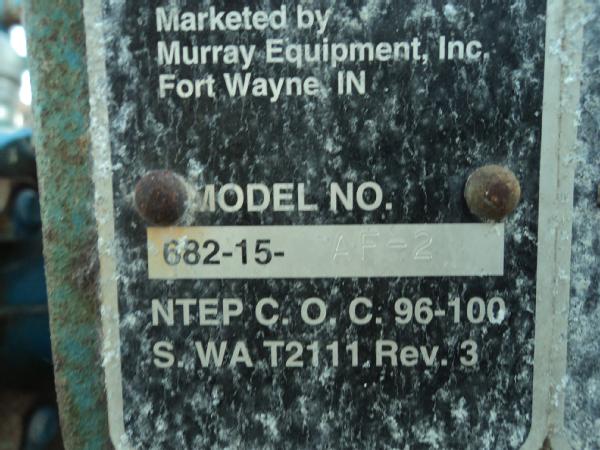 Marketed by
Murray Equipment, Inc.
Fort Wayne IN
MODEL NO.
682-15- AF-2
NTEP C. O. C. 96-100
S. WA T2111 Rev. 3